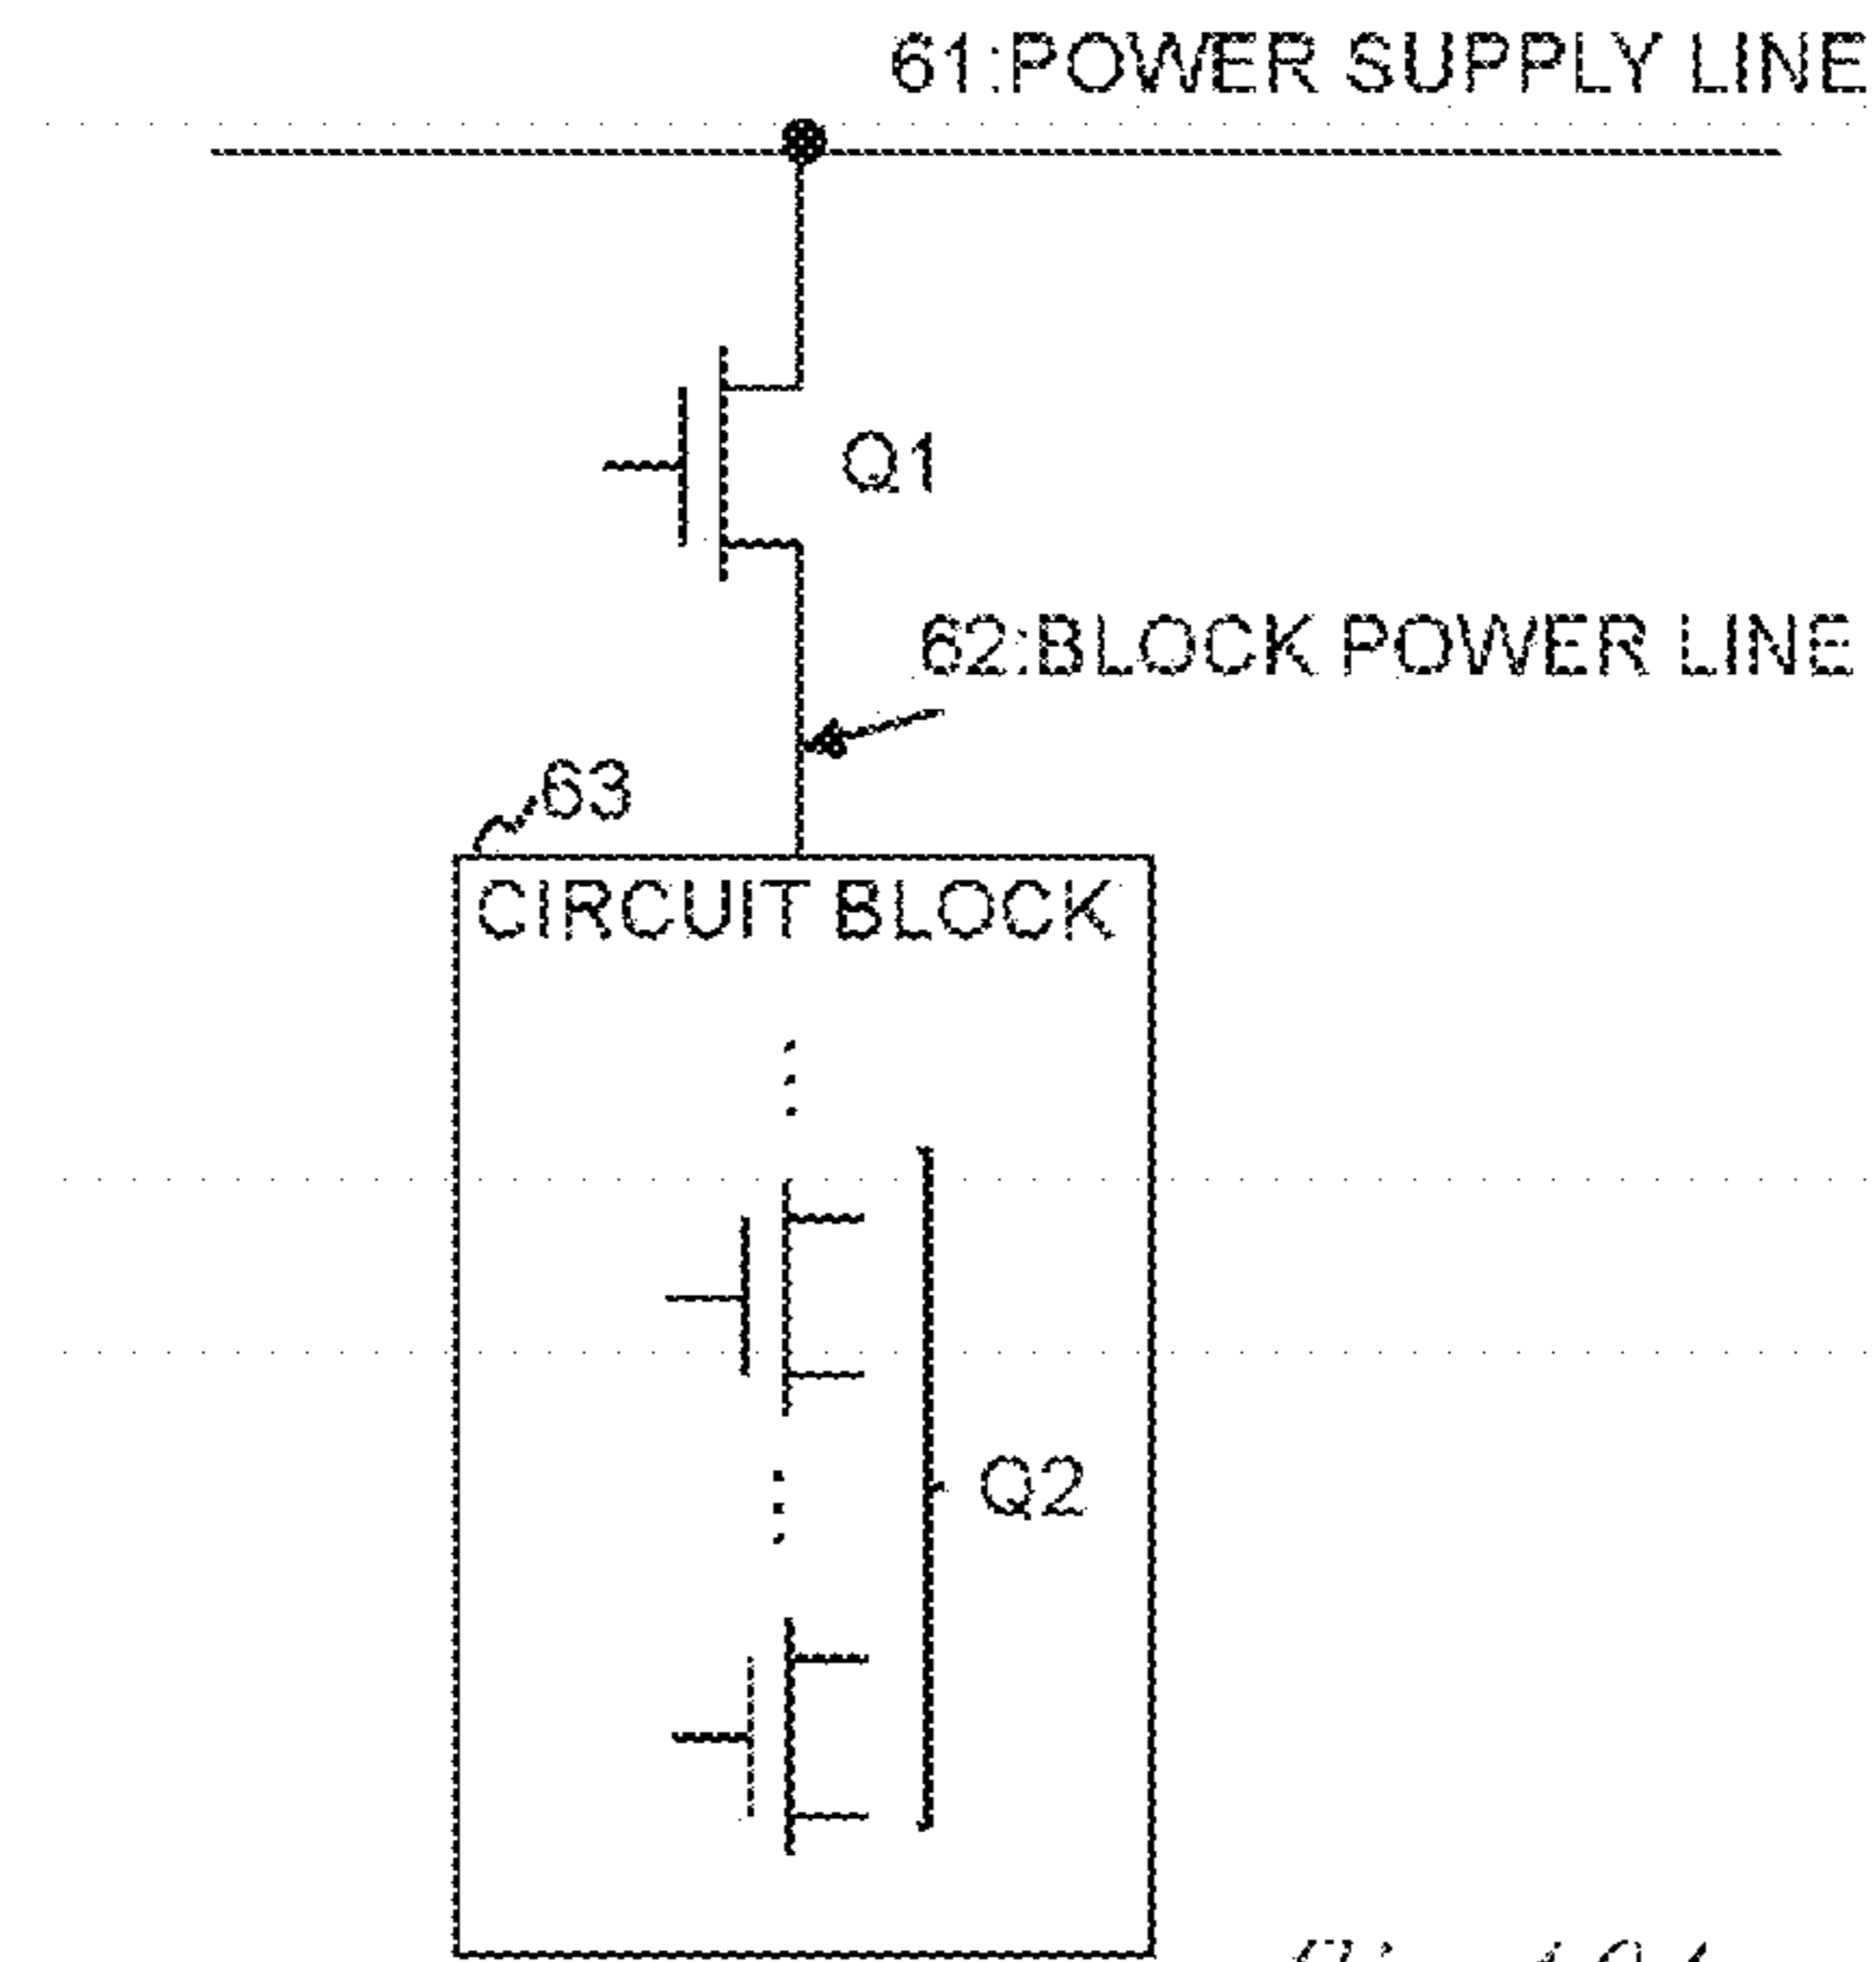 61:POWER SUPPLY LINE
Q1
62:BLOCK POWER LINE
63
CIRCUIT BLOCK
Q2